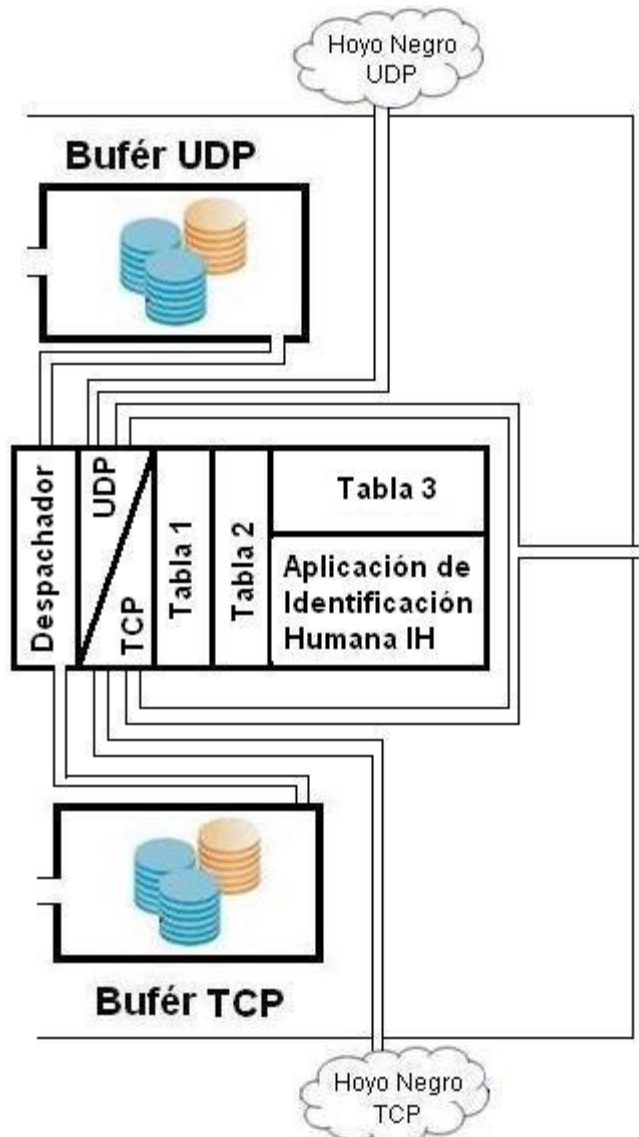 Hoyo Negro
UDP
Bufér UDP
Despachador
UDP
TCP
Tabla 1
Tabla 2
Tabla 3
Aplicación de
Identificación
Humana IH
Bufér TCP
Hoyo Negro
TCP